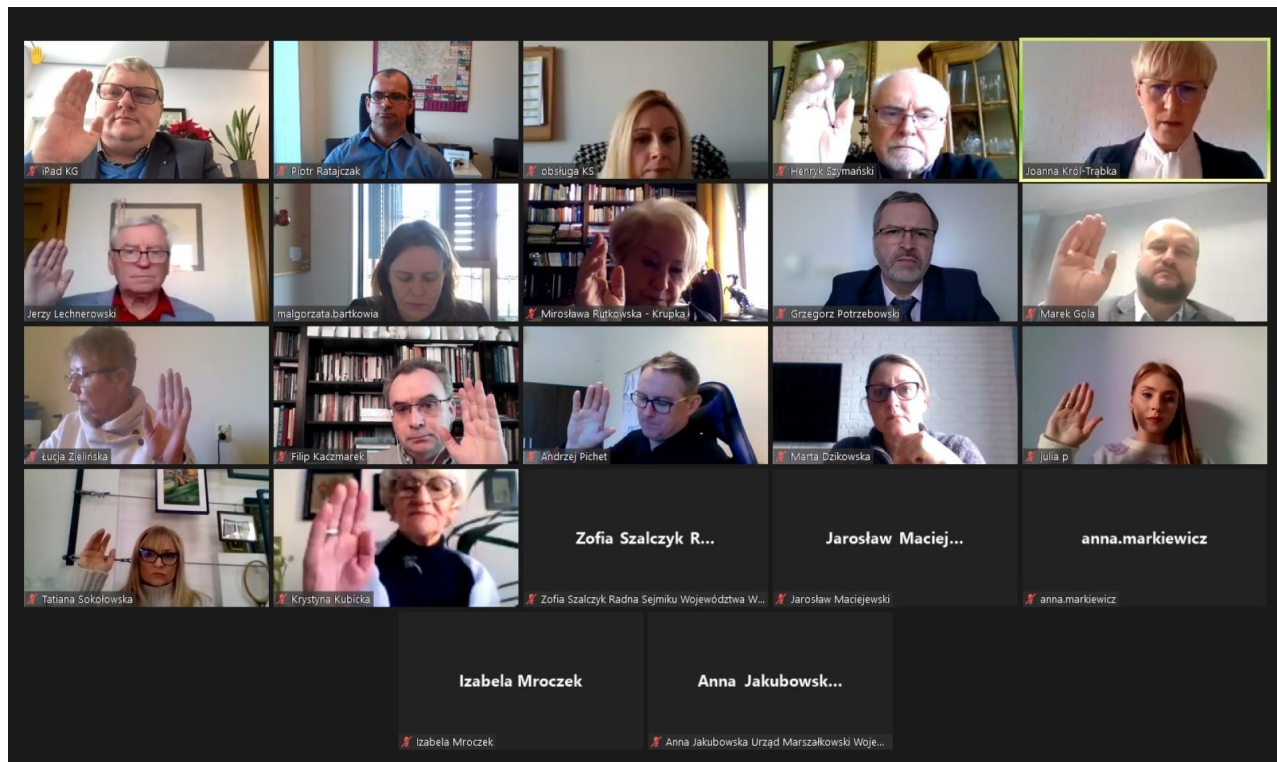 iPad KG
Piotr Ratajczak
obsługa KS
Henryk Szymański
Joanna Król-Trąbka
Jerzy Lechnerowski
malgorzata.bartkowia
Mirosława Rutkowska - Krupka
Grzegorz Potrzebowski
Marek Gola
Łucja Zielińska
Filip Kaczmarek
Andrzej Pichet
Marta Dzikowska
julia p
Tatiana Sokołowska
Krystyna Kubicka
Zofia Szalczyk R...
Zofia Szalczyk Radna Sejmiku Województwa W...
Jarosław Maciej...
Jarosław Maciejewski
anna.markiewicz
anna.markiewicz
Izabela Mroczek
Izabela Mroczek
Anna Jakubowsk...
Anna Jakubowska Urząd Marszałkowski Woje...